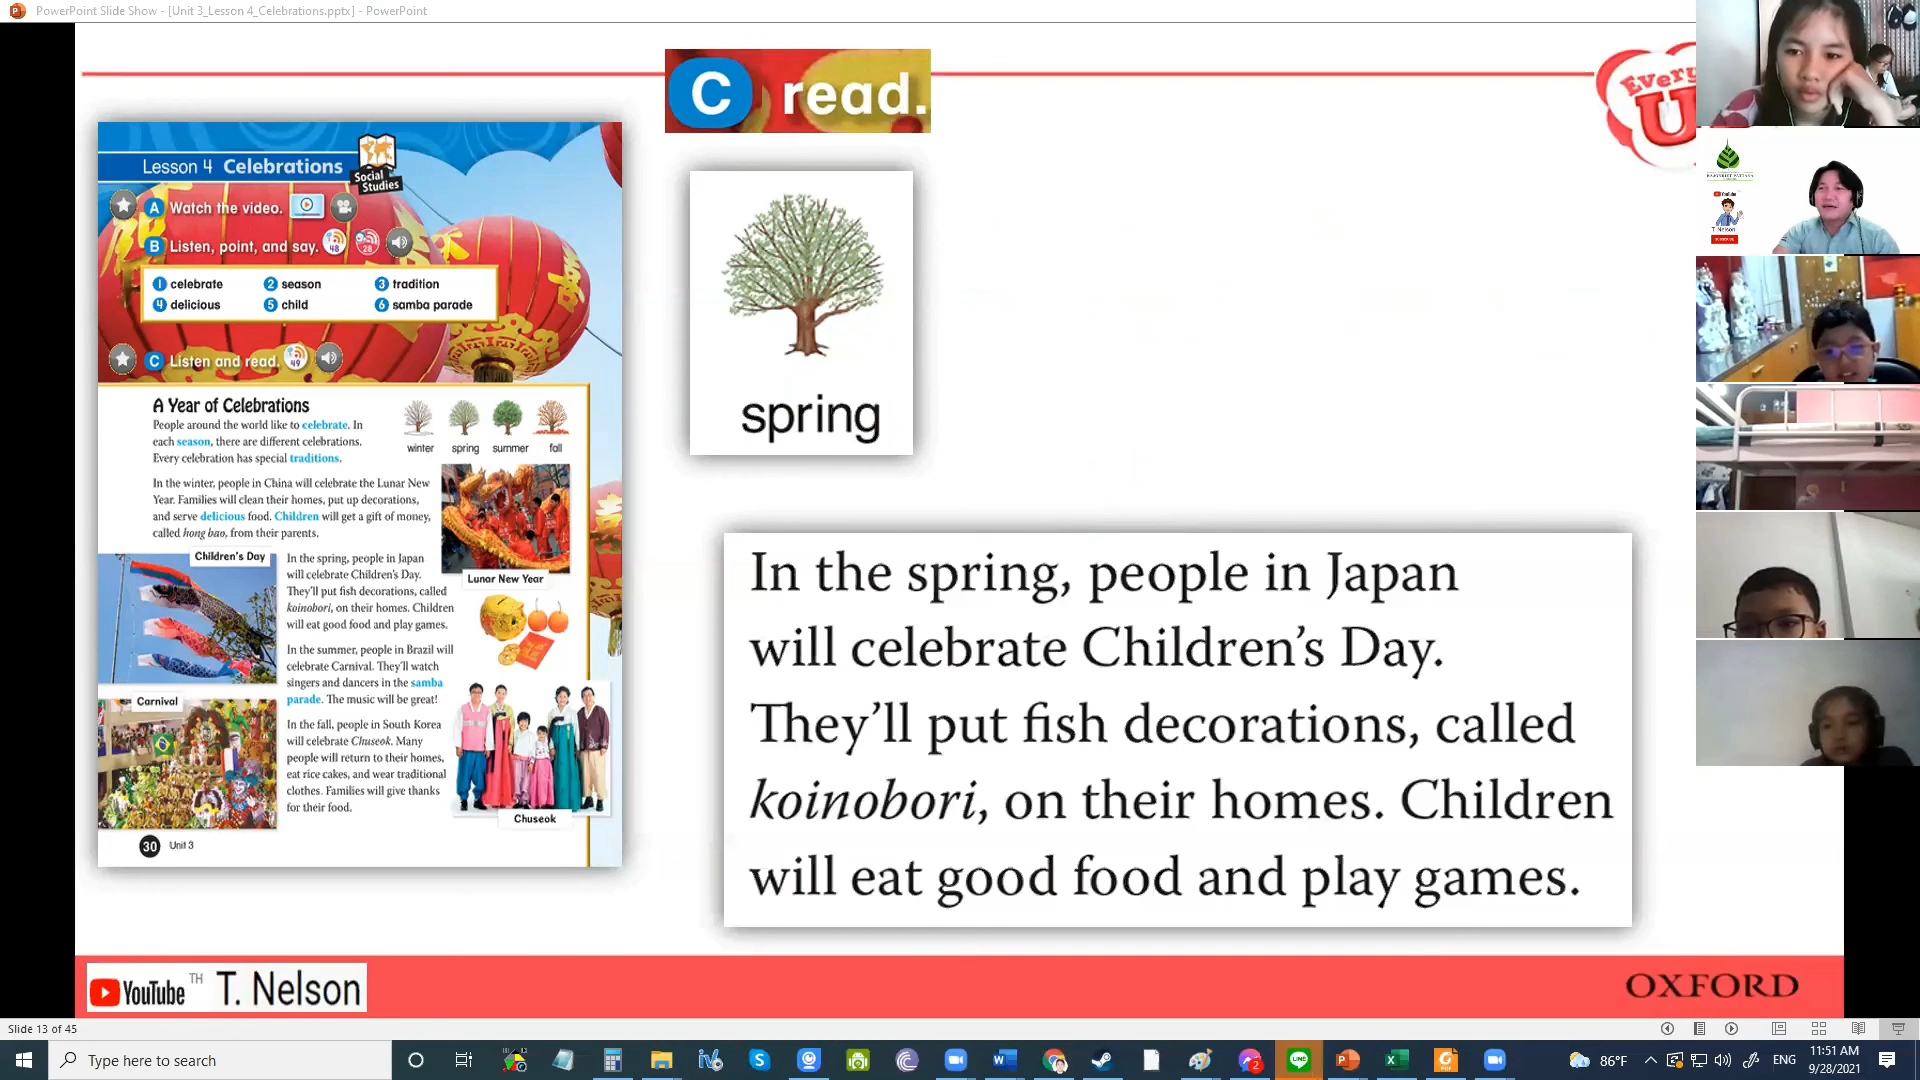 PowerPoint Slide Show - [Unit 3_Lesson 4_Celebrations.pptx] - PowerPoint
C read.
Every
U
Lesson 4 Celebrations
Social
Studies
A Watch the video.
B Listen, point, and say. 48 28
1 celebrate 2 season 3 tradition
4 delicious 5 child 6 samba parade
C Listen and read. 49
A Year of Celebrations
People around the world like to celebrate. In
each season, there are different celebrations.
Every celebration has special traditions.
winter spring summer fall
In the winter, people in China will celebrate the Lunar New
Year. Families will clean their homes, put up decorations,
and serve delicious food. Children will get a gift of money,
called hong bao, from their parents.
Children's Day
Lunar New Year
In the spring, people in Japan
will celebrate Children's Day.
They'll put fish decorations, called
koinobori, on their homes. Children
will eat good food and play games.
In the summer, people in Brazil will
celebrate Carnival. They'll watch
singers and dancers in the samba
parade. The music will be great!
Carnival
In the fall, people in South Korea
will celebrate Chuseok. Many
people will return to their homes,
eat rice cakes, and wear traditional
clothes. Families will give thanks
for their food.
Chuseok
30 Unit 3
spring
In the spring, people in Japan
will celebrate Children's Day.
They'll put fish decorations, called
koinobori, on their homes. Children
will eat good food and play games.
YouTube TH T. Nelson
OXFORD
YouTube
T. Nelson
SUBSCRIBE
Slide 13 of 45
Type here to search
2
86°F
ENG
11:51 AM
9/28/2021